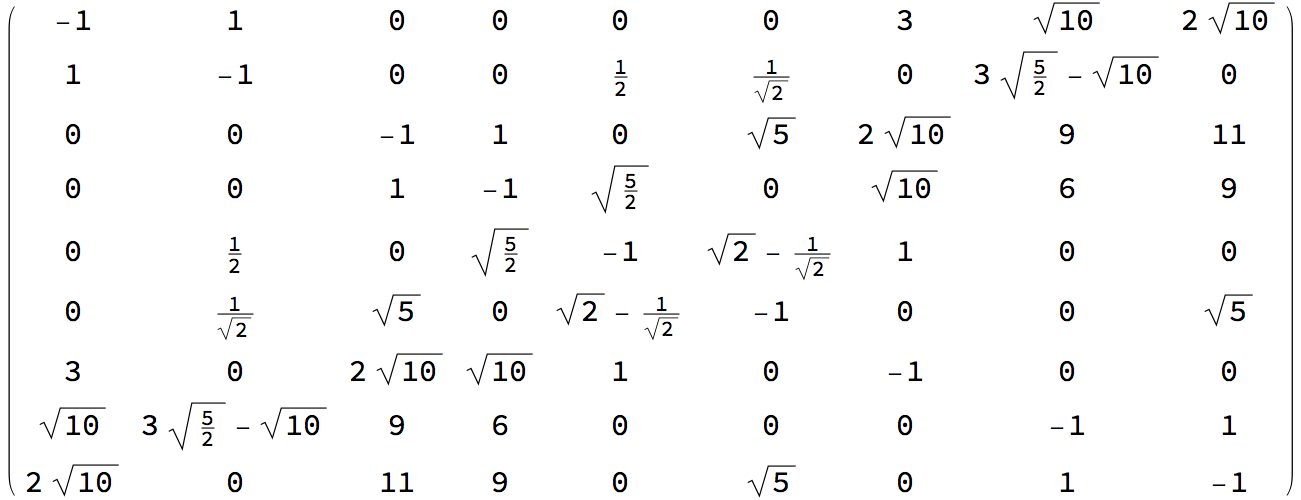 -1 1 0 0 0 0 3 √10 2 √10
1 -1 0 0 1/2 1/√2 0 3 √(5/2) - √10 0
0 0 -1 1 0 √5 2 √10 9 11
0 0 1 -1 √(5/2) 0 √10 6 9
0 1/2 0 √(5/2) -1 √2 - 1/√2 1 0 0
0 1/√2 √5 0 √2 - 1/√2 -1 0 0 √5
3 0 2 √10 √10 1 0 -1 0 0
√10 3 √(5/2) - √10 9 6 0 0 0 -1 1
2 √10 0 11 9 0 √5 0 1 -1